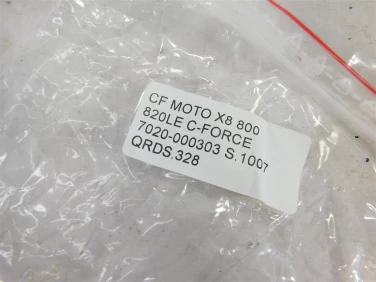 CF MOTO X8 800
820LE C-FORCE
7020-000303 S.1007
QRDS.328